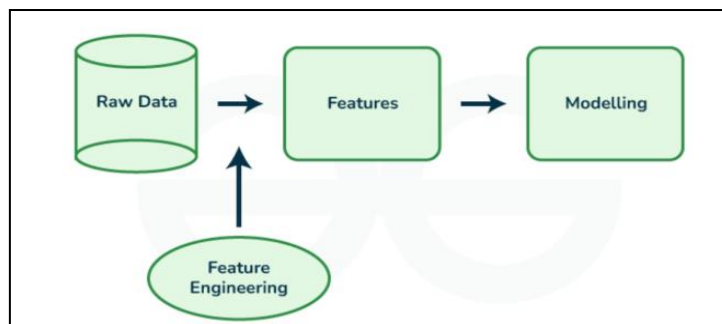 Raw Data
Features
Modelling
Feature
Engineering